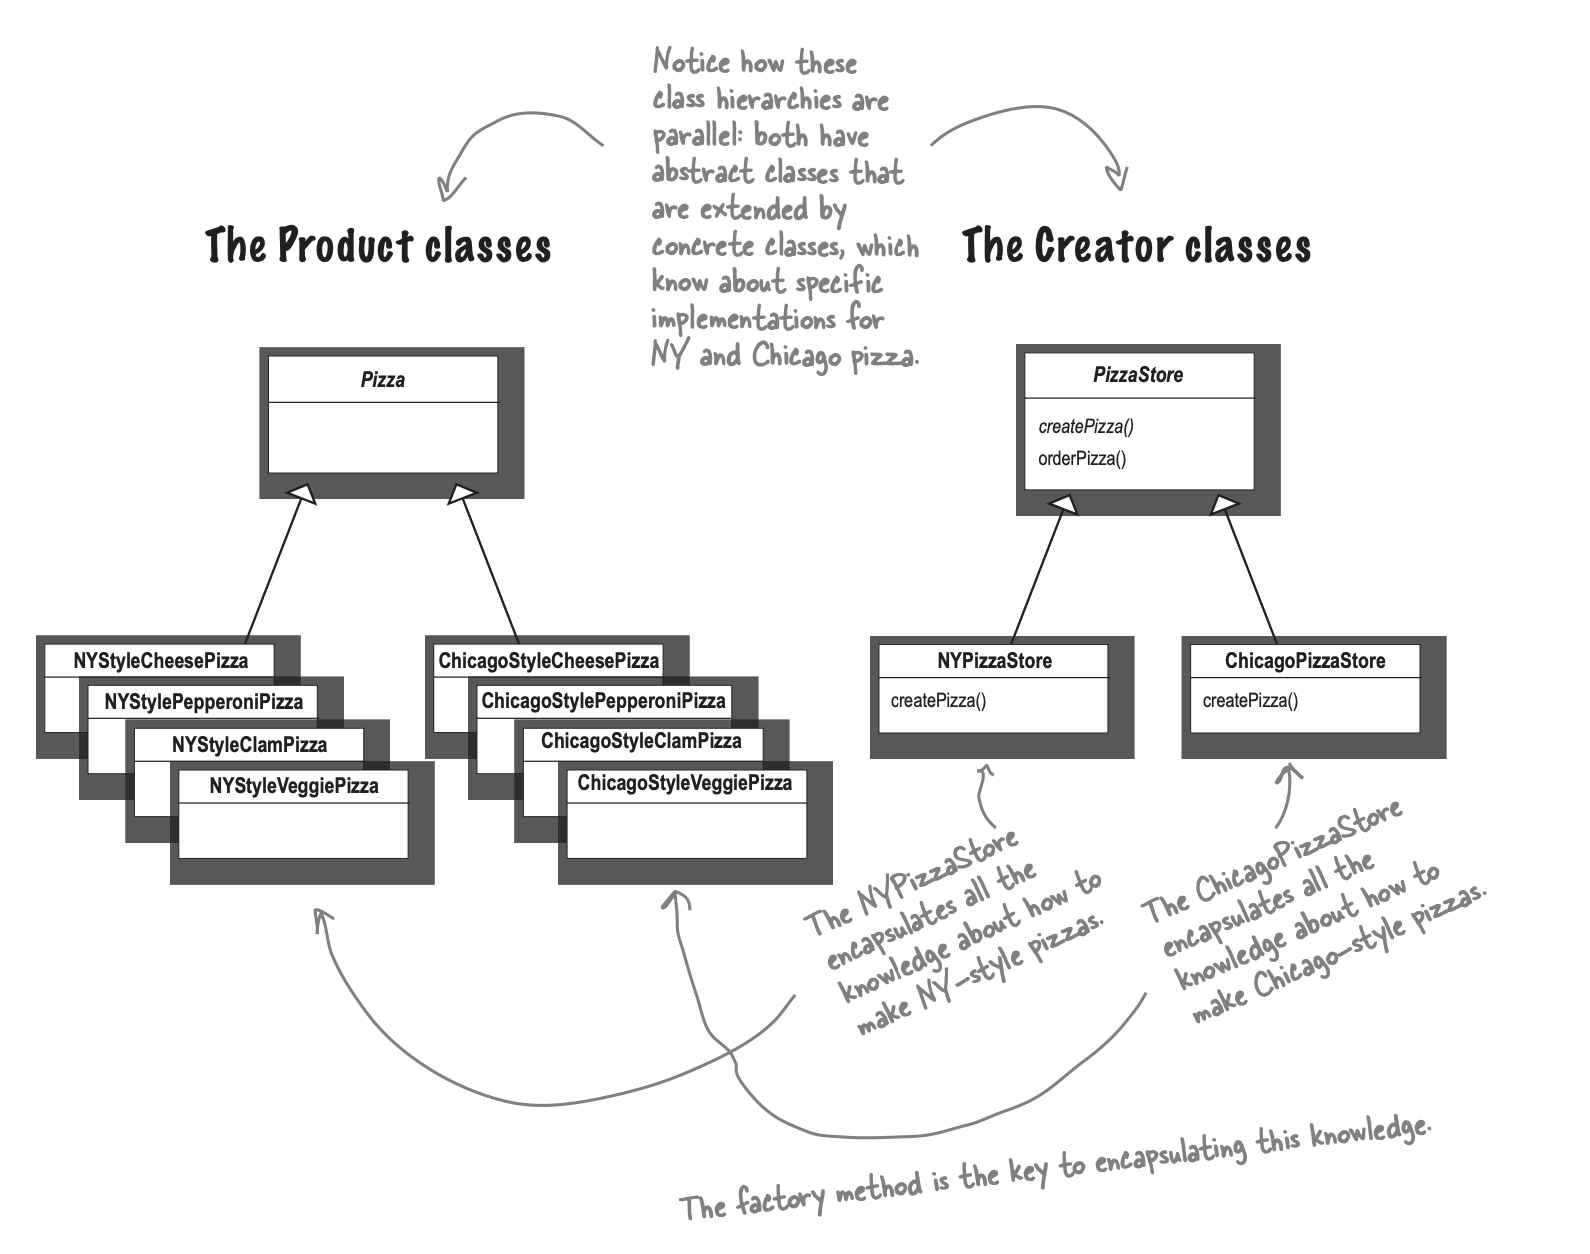 Notice how these
class hierarchies are
parallel: both have
abstract classes that
are extended by
concrete classes, which
know about specific
implementations for
NY and Chicago pizza.
The Product classes
The Creator classes
Pizza
PizzaStore
createPizza()
orderPizza()
NYStyleCheesePizza
NYStylePepperoniPizza
NYStyleClamPizza
NYStyleVeggiePizza
ChicagoStyleCheesePizza
ChicagoStylePepperoniPizza
ChicagoStyleClamPizza
ChicagoStyleVeggiePizza
NYPizzaStore
createPizza()
ChicagoPizzaStore
createPizza()
The NYPizzaStore
encapsulates all the
knowledge about how to
make NY-style pizzas.
The ChicagoPizzaStore
encapsulates all the
knowledge about how to
make Chicago-style pizzas.
The factory method is the key to encapsulating this knowledge.